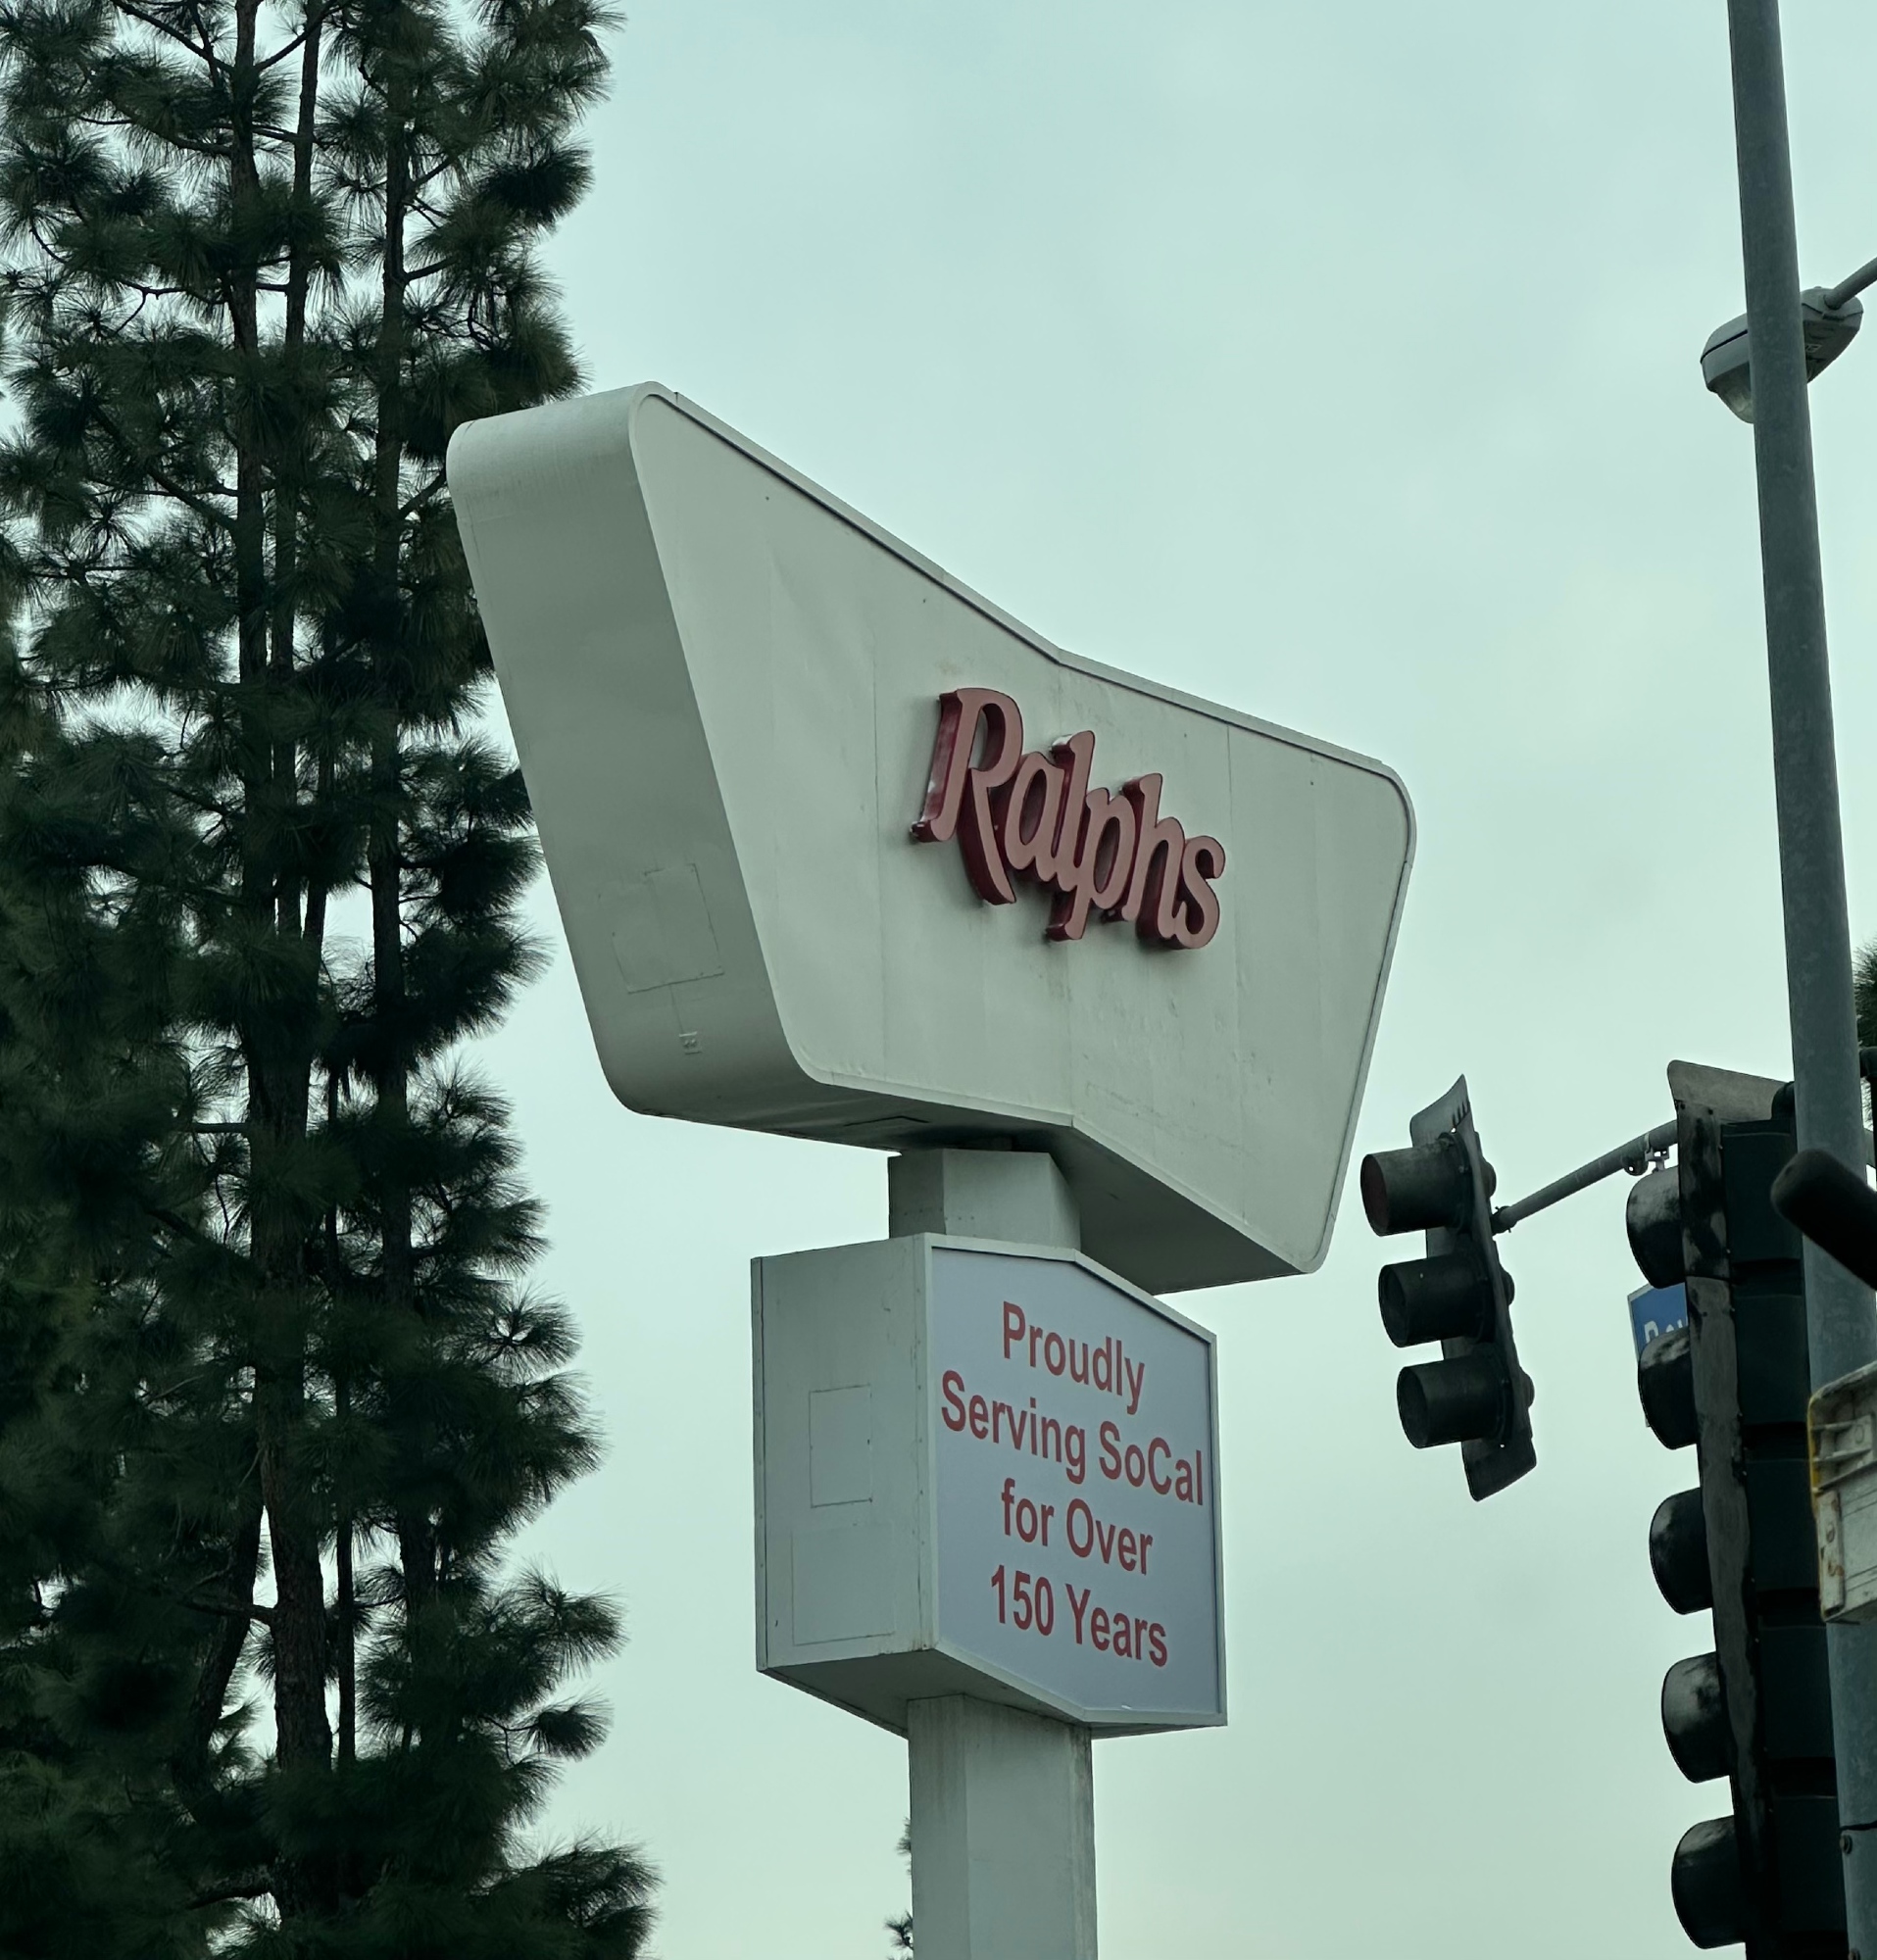 Ralphs
Proudly
Serving SoCal
for Over
150 Years